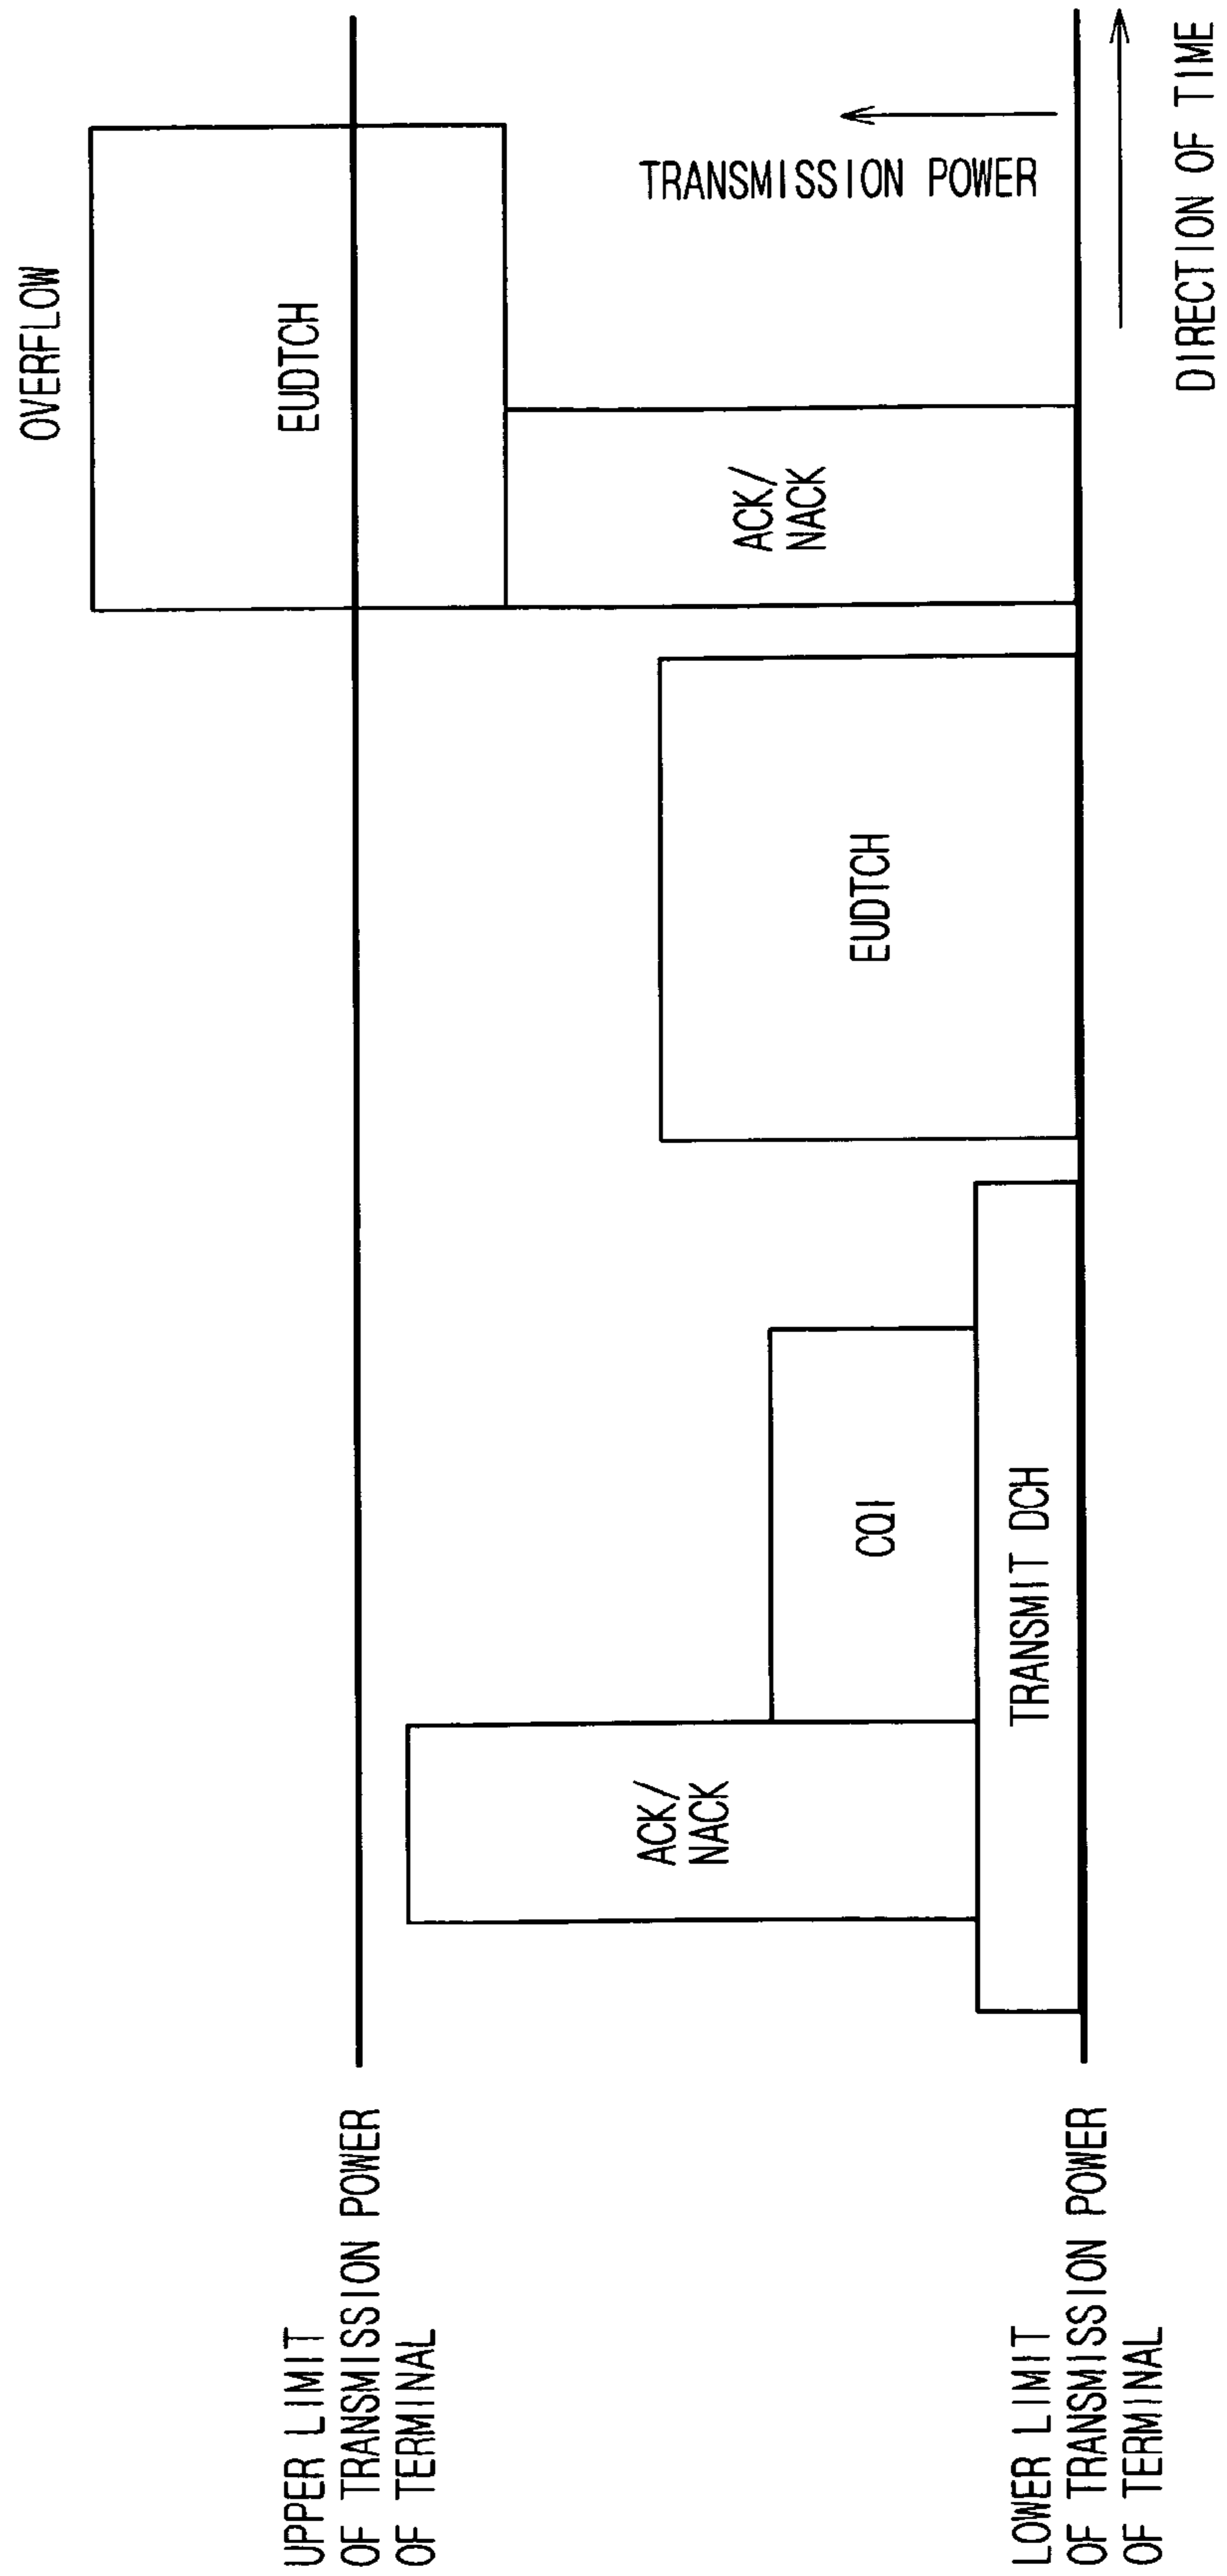 OVERFLOW
UPPER LIMIT
OF TRANSMISSION POWER
OF TERMINAL
EUDTCH
ACK/
NACK
CQI
TRANSMIT DCH
EUDTCH
ACK/
NACK
TRANSMISSION POWER
LOWER LIMIT
OF TRANSMISSION POWER
OF TERMINAL
DIRECTION OF TIME